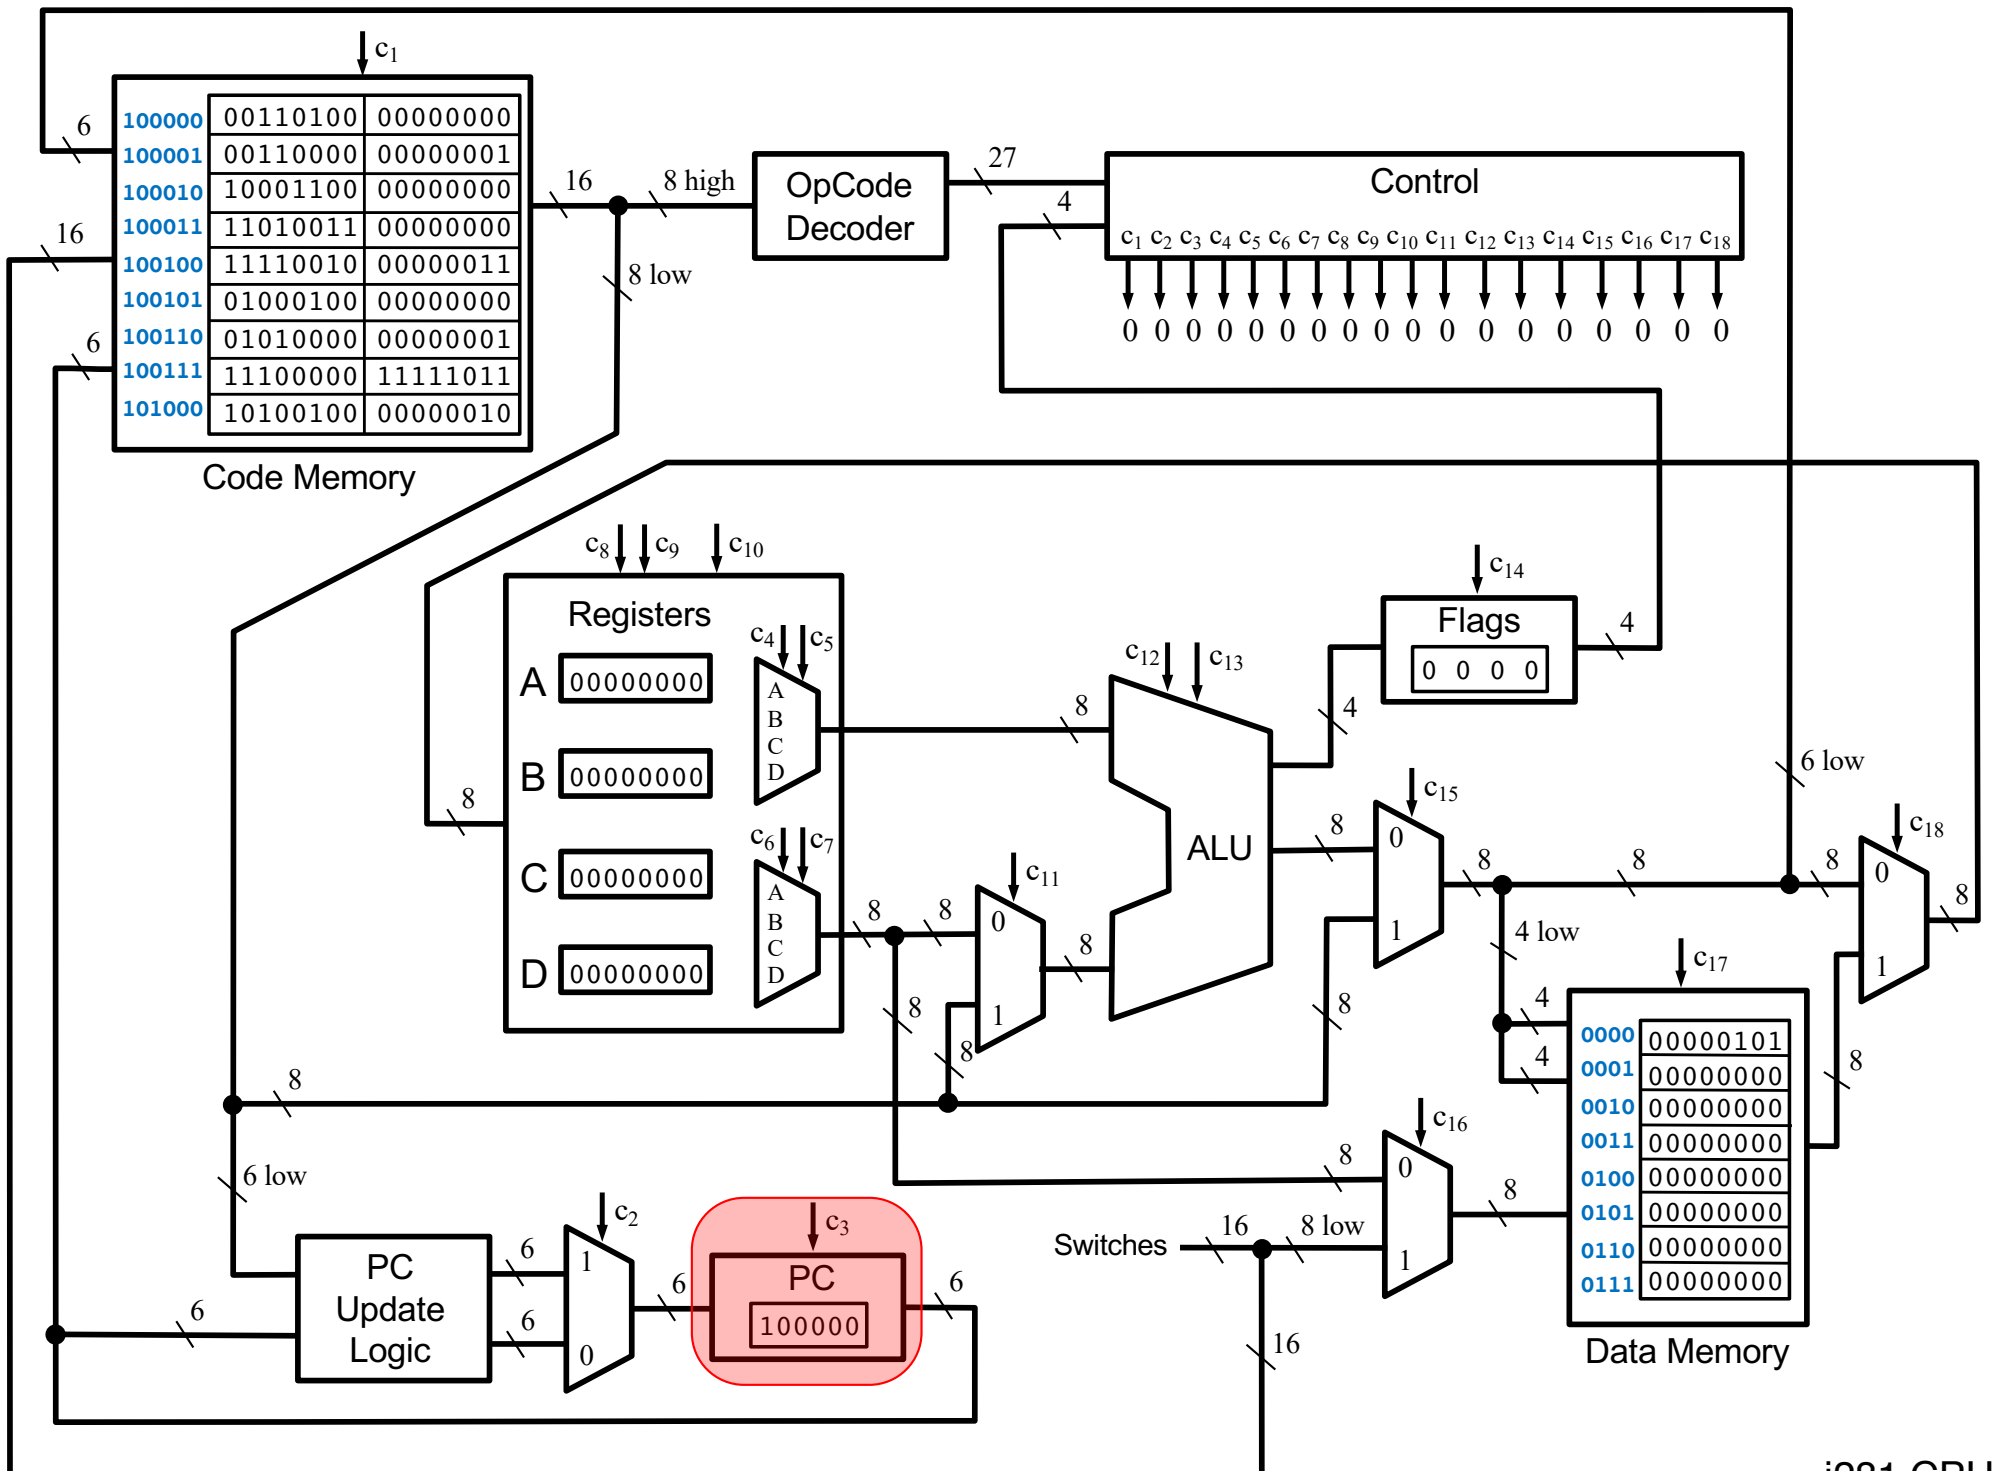 c1
100000 00110100 00000000
100001 00110000 00000001
100010 10001100 00000000
100011 11010011 00000000
100100 11110010 00000011
100101 01000100 00000000
100110 01010000 00000001
100111 11100000 11111011
101000 10100100 00000010
Code Memory
6
16
6
16
8 high
8 low
OpCode
Decoder
27
4
Control
c1 c2 c3 c4 c5 c6 c7 c8 c9 c10 c11 c12 c13 c14 c15 c16 c17 c18
0 0 0 0 0 0 0 0 0 0 0 0 0 0 0 0 0 0
c8 c9 c10
Registers
A 00000000
B 00000000
C 00000000
D 00000000
c4 c5
A
B
C
D
c6 c7
A
B
C
D
8
8
8
8
8
c11
0
1
8
8
c12 c13
ALU
c14
Flags
0 0 0 0
4
4
8
c15
0
1
8
8
8
6 low
8
c18
0
1
8
4 low
4
4
c17
0000 00000101
0001 00000000
0010 00000000
0011 00000000
0100 00000000
0101 00000000
0110 00000000
0111 00000000
Data Memory
8
8
6 low
c16
0
1
8
8
Switches
16
8 low
16
PC
Update
Logic
6
6
6
c2
1
0
6
c3
PC
100000
6